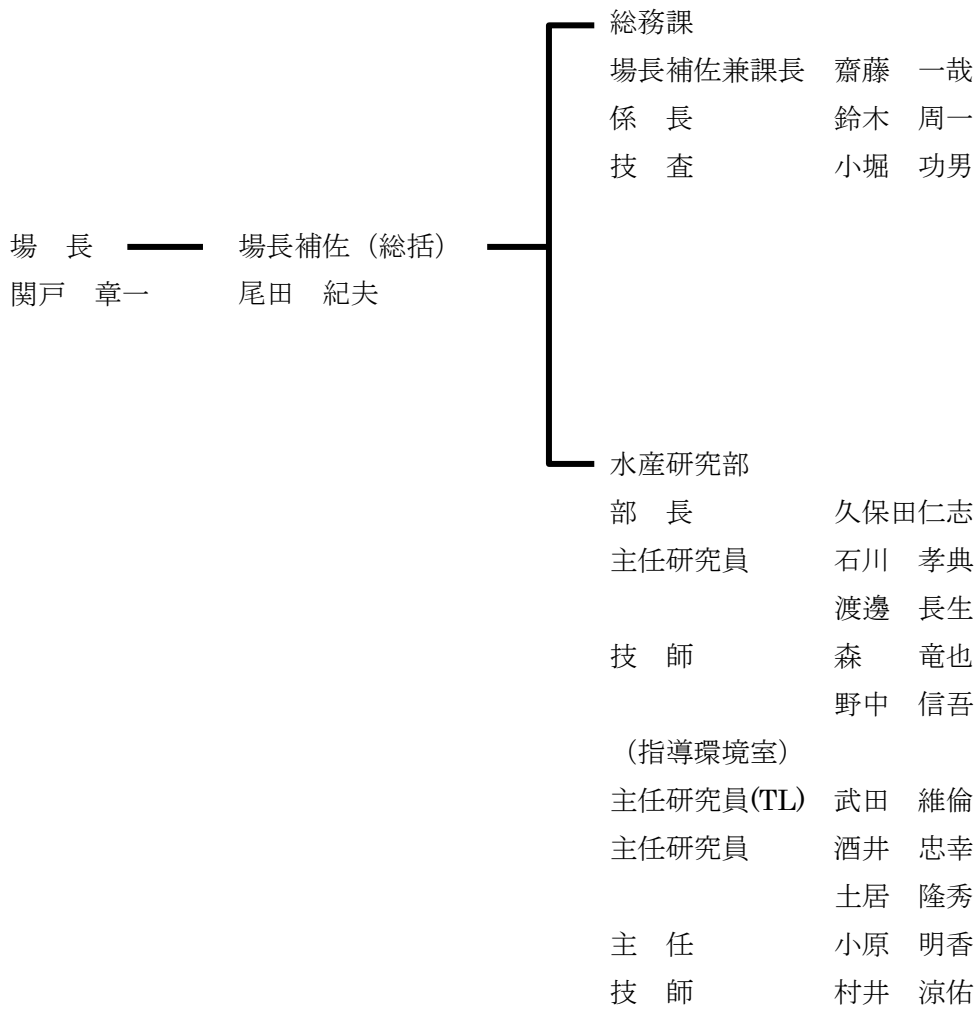 総務課
場長補佐兼課長　齋藤　一哉
係　長　鈴木　周一
技　査　小堀　功男
場　長　場長補佐（総括）
関戸　章一　尾田　紀夫
水産研究部
部　長　久保田仁志
主任研究員　石川　孝典
渡邊　長生
技　師　森　竜也
野中　信吾
（指導環境室）
主任研究員(TL)　武田　維倫
主任研究員　酒井　忠幸
土居　隆秀
主　任　小原　明香
技　師　村井　涼佑